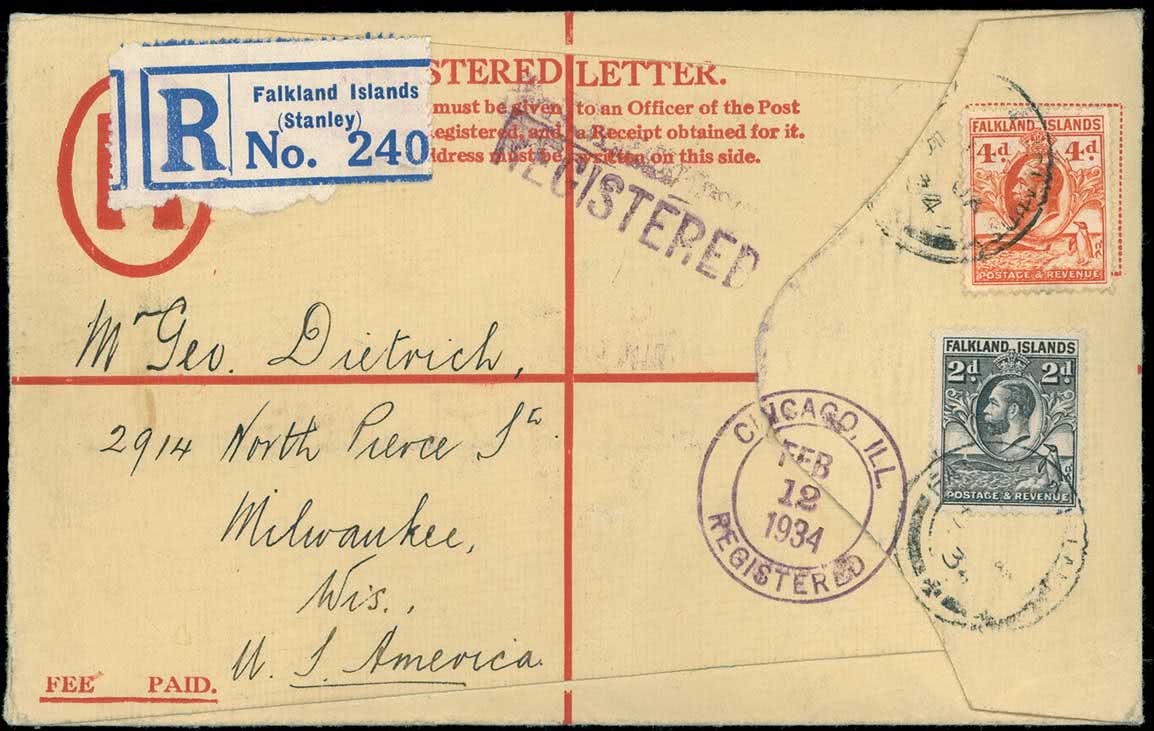 R
Falkland Islands
(Stanley)
No. 240
STERED LETTER.
must be given to an Officer of the Post
egistered, and a Receipt obtained for it.
ddress must be written on this side.
REGISTERED
FALKLAND ISLANDS
4d. 4d.
POSTAGE & REVENUE
Mr Geo. Dietrich,
2914 North Pierce St.
Milwaukee,
Wis.,
U. S. America.
FALKLAND ISLANDS
2d. 2d.
POSTAGE & REVENUE
CHICAGO, ILL.
FEB
12
1934
REGISTERED
FEE PAID.